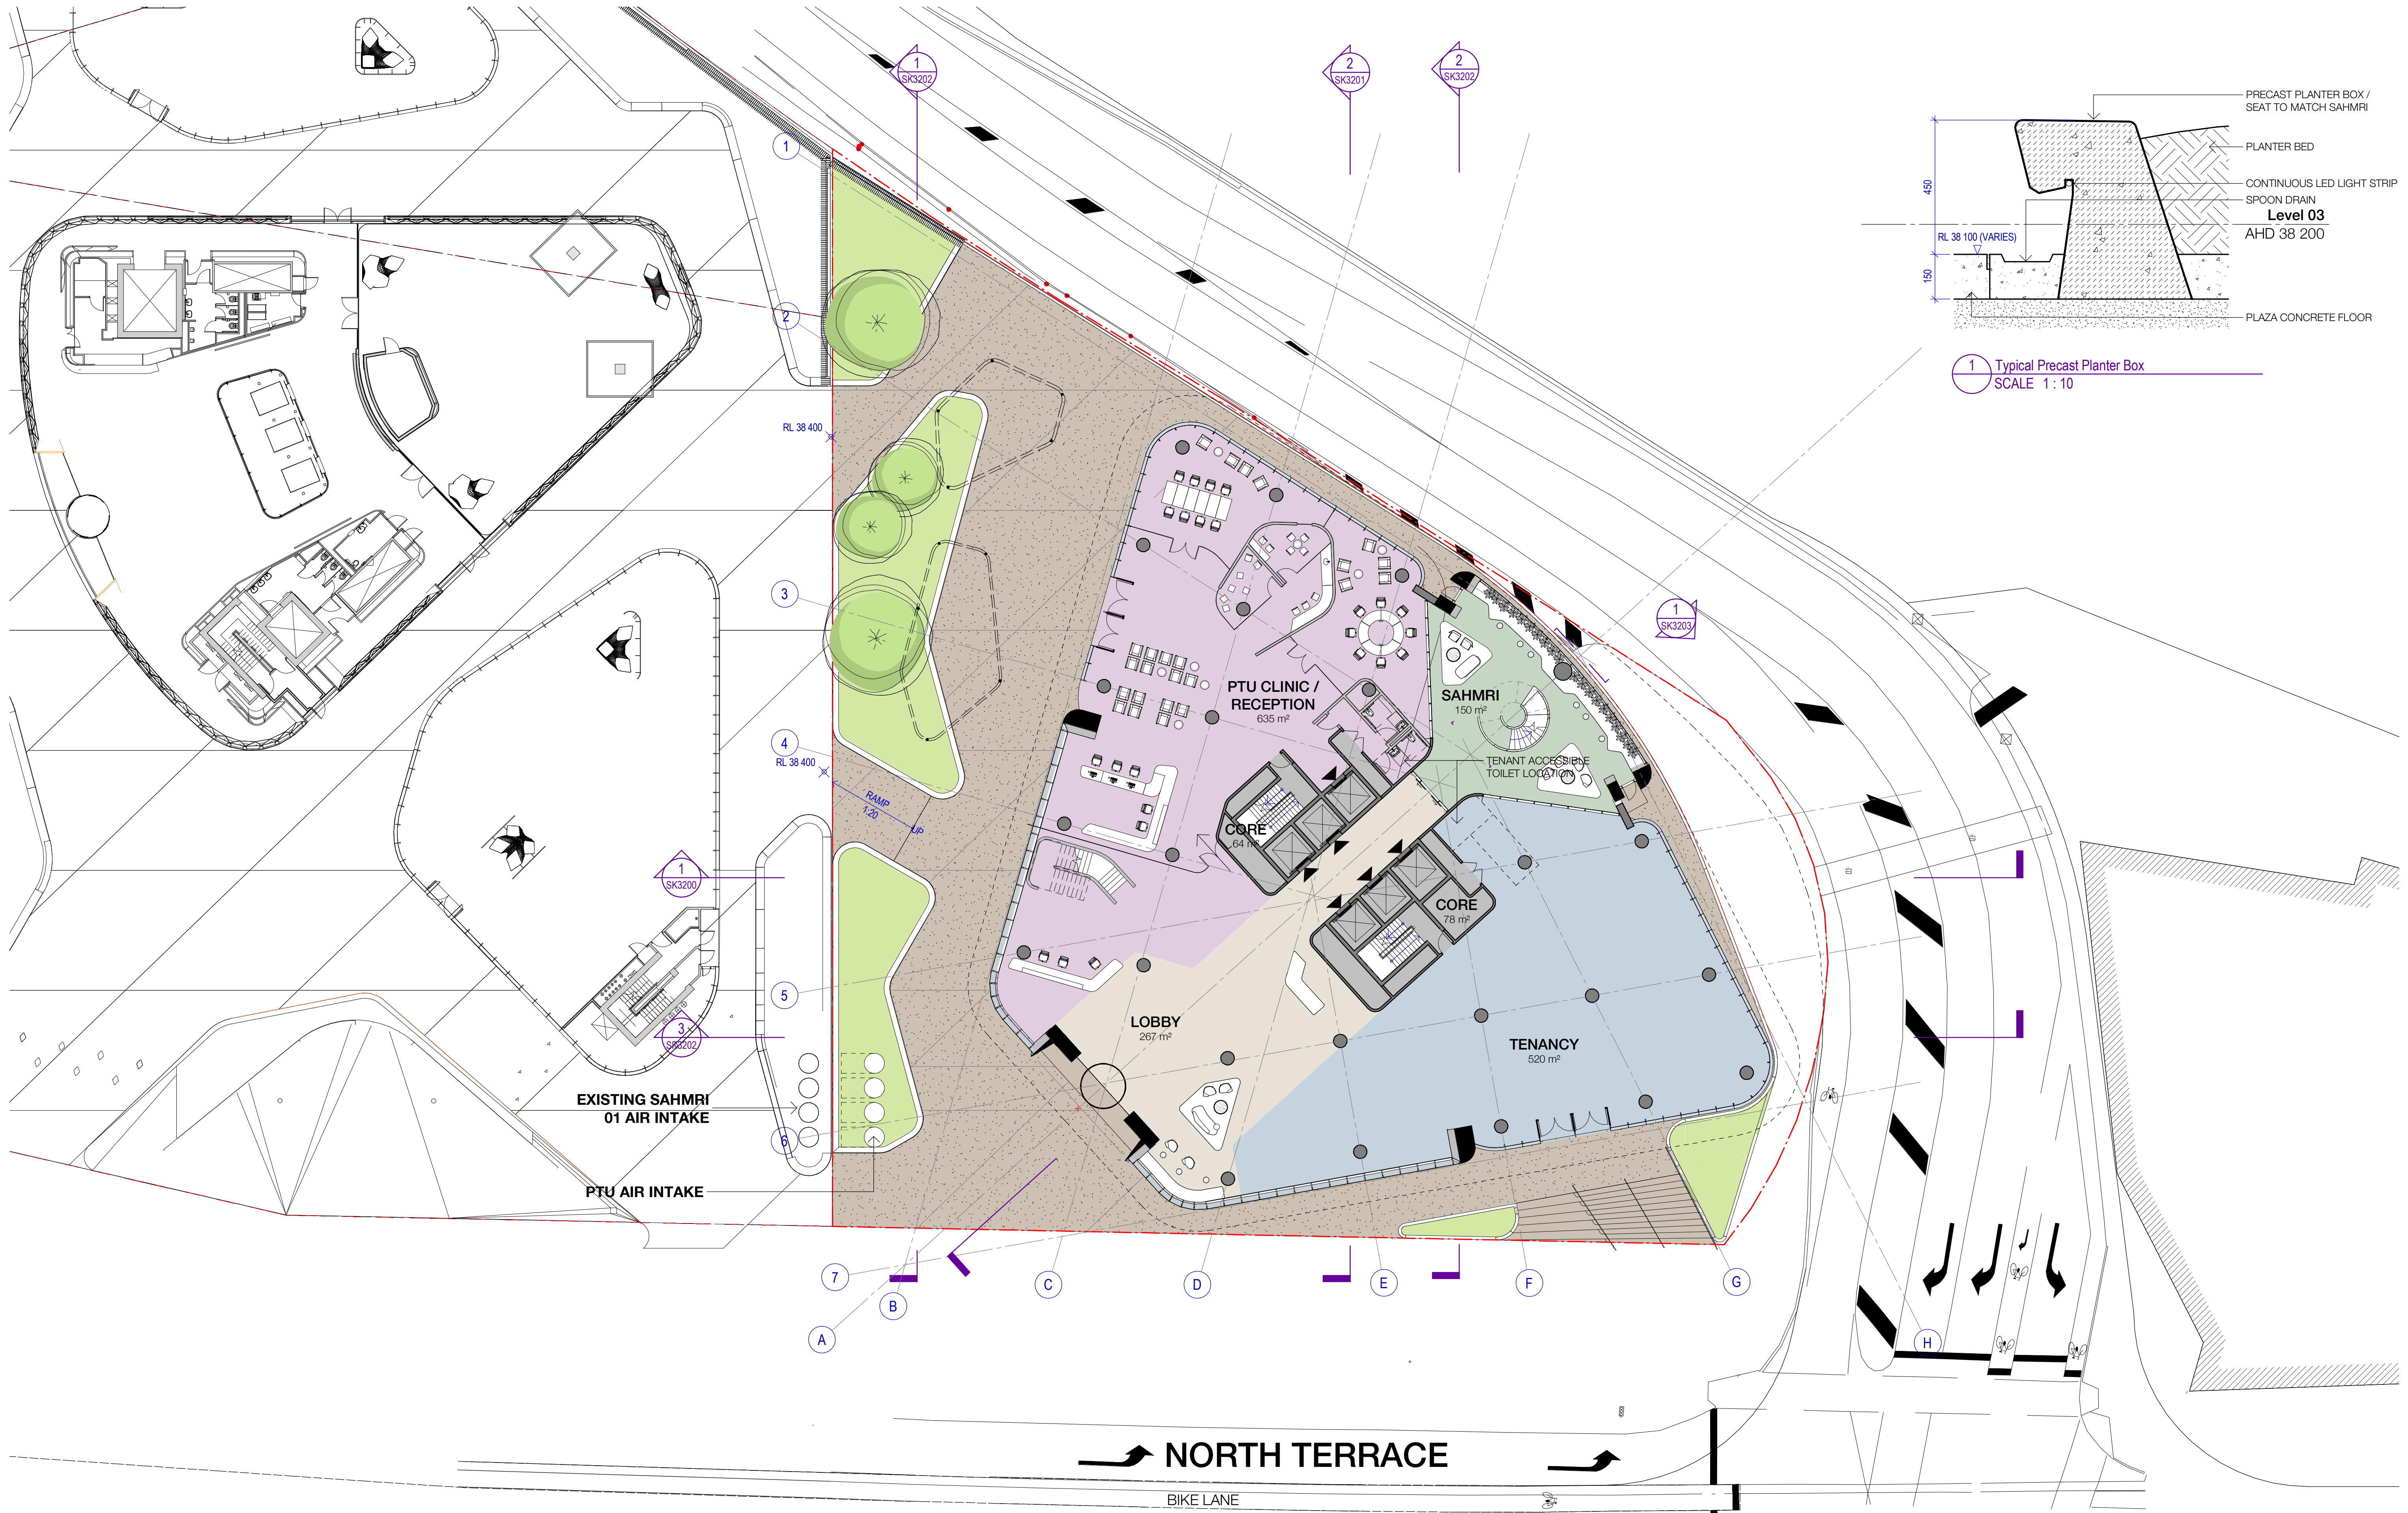 1
SK3202
2
SK3201
2
SK3202
PRECAST PLANTER BOX /
SEAT TO MATCH SAHMRI
PLANTER BED
CONTINUOUS LED LIGHT STRIP
SPOON DRAIN
Level 03
AHD 38 200
RL 38 100 (VARIES)
450
150
PLAZA CONCRETE FLOOR
1
Typical Precast Planter Box
SCALE 1 : 10
1
2
RL 38 400
3
1
SK3203
PTU CLINIC /
RECEPTION
635 m²
SAHMRI
150 m²
4
RL 38 400
TENANT ACCESSIBLE
TOILET LOCATION
RAMP
1:20
UP
CORE
64 m²
1
SK3200
CORE
78 m²
5
LOBBY
267 m²
3
SK3202
TENANCY
520 m²
EXISTING SAHMRI
01 AIR INTAKE
6
PTU AIR INTAKE
7
B
A
C
D
E
F
G
H
NORTH TERRACE
BIKE LANE